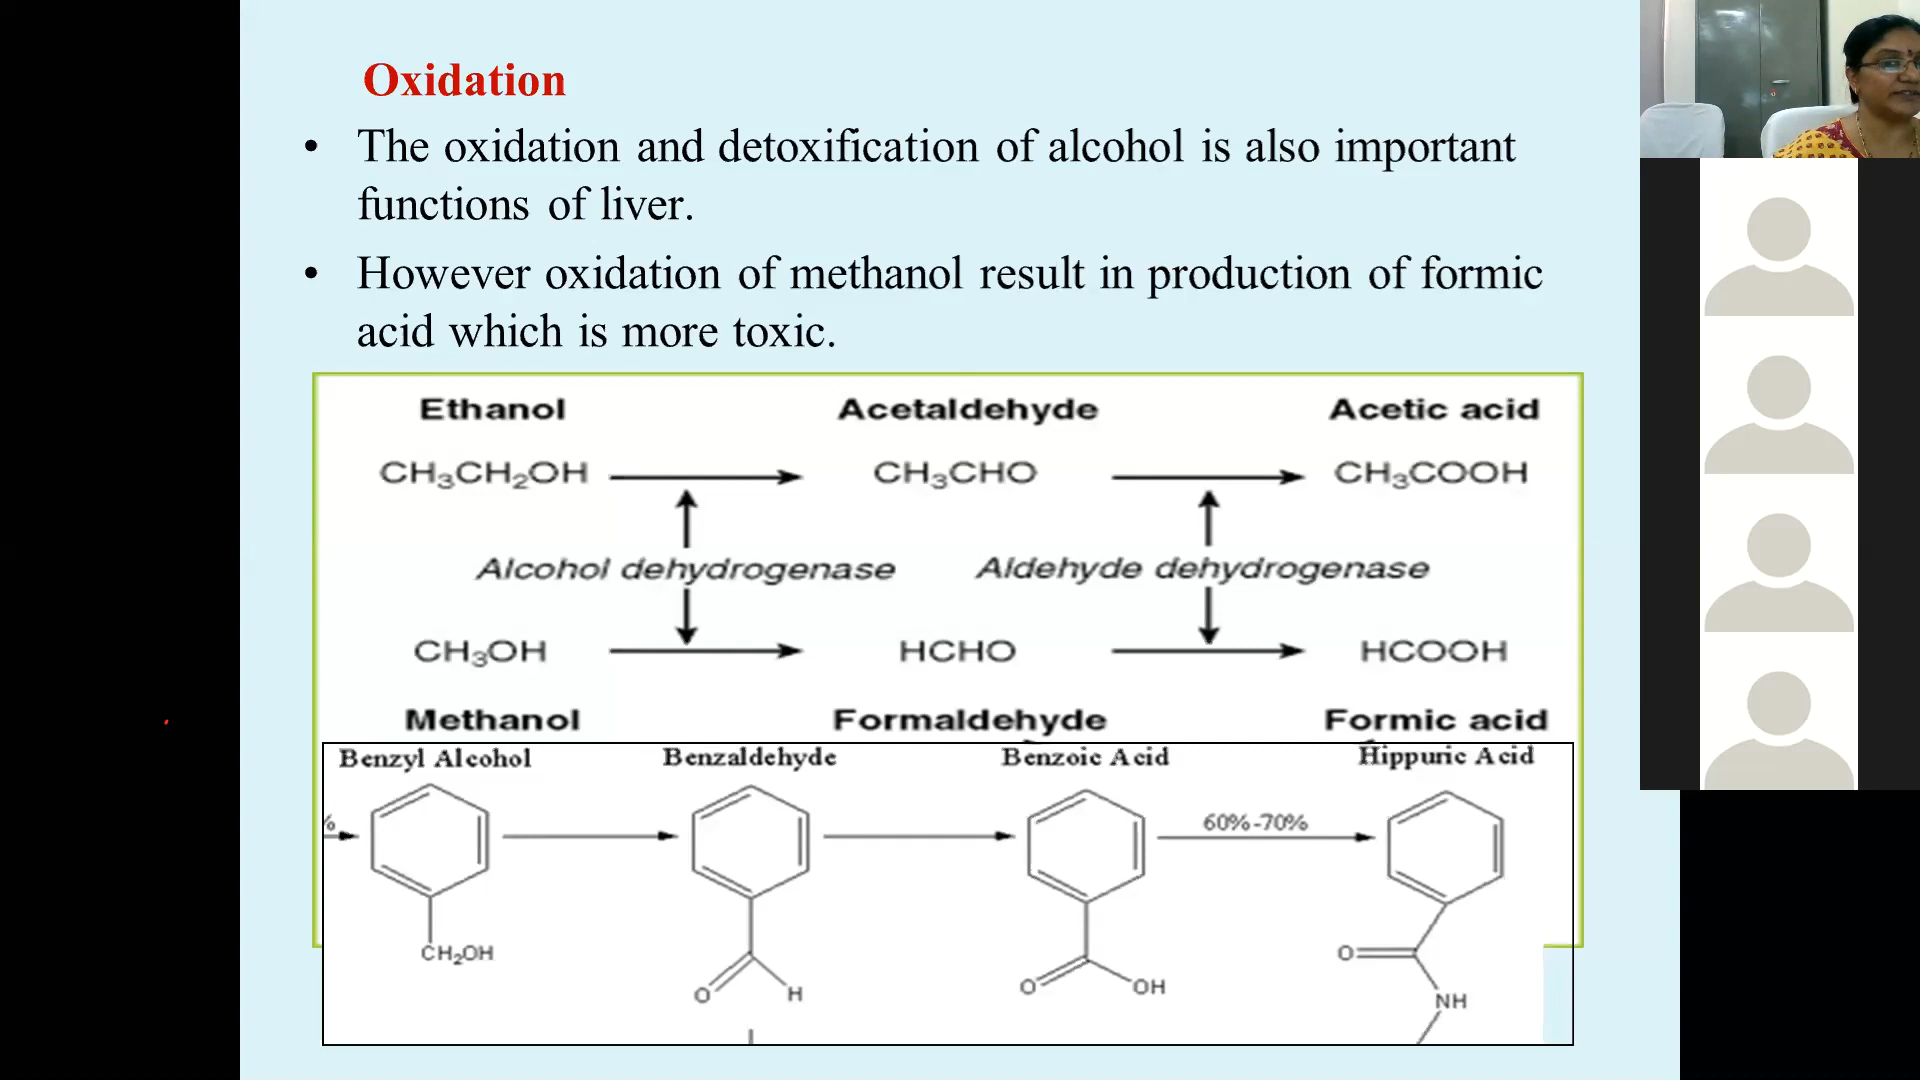 Oxidation
• The oxidation and detoxification of alcohol is also important
functions of liver.
• However oxidation of methanol result in production of formic
acid which is more toxic.
Ethanol Acetaldehyde Acetic acid
CH₃CH₂OH CH₃CHO CH₃COOH
Alcohol dehydrogenase Aldehyde dehydrogenase
CH₃OH HCHO HCOOH
Methanol Formaldehyde Formic acid
Benzyl Alcohol Benzaldehyde Benzoic Acid Hippuric Acid
% 60%-70%
CH₂OH O
O H O OH NH